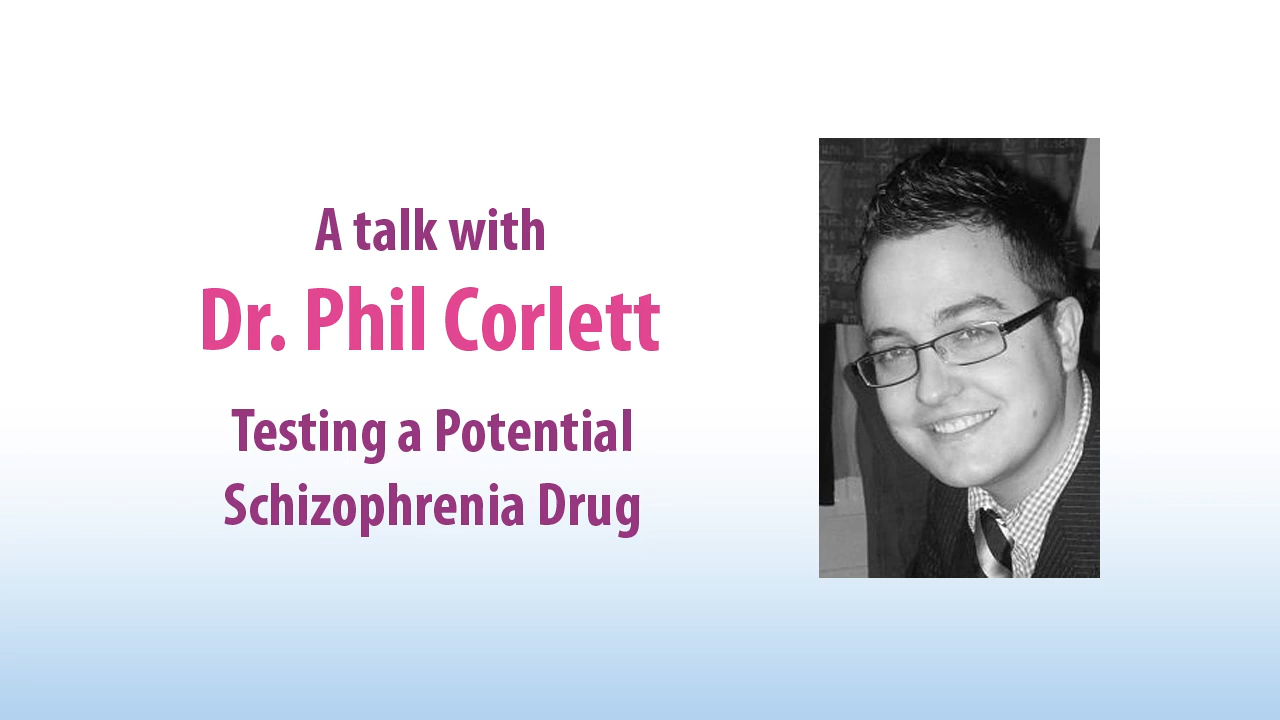 A talk with
Dr. Phil Corlett
Testing a Potential
Schizophrenia Drug